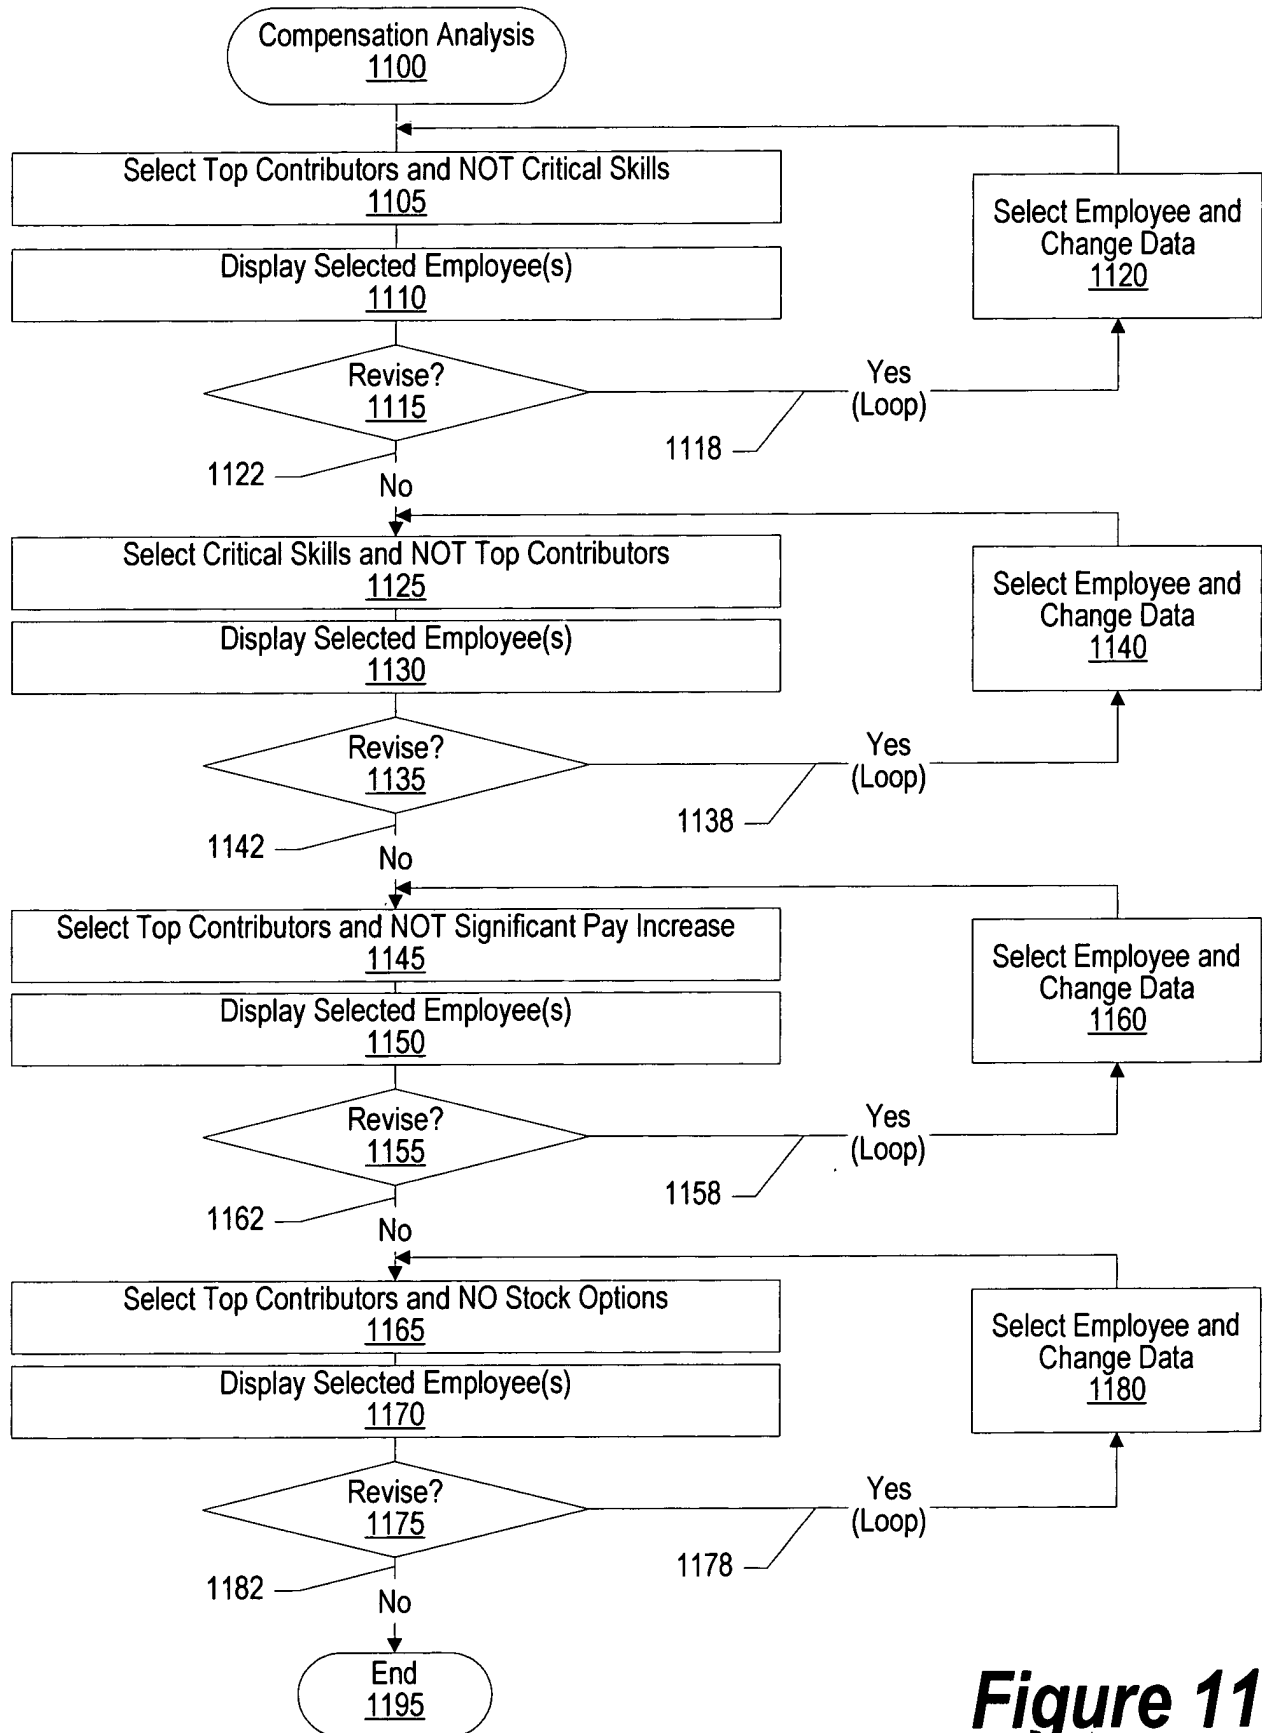 Compensation Analysis
1100
Select Top Contributors and NOT Critical Skills
1105
Select Employee and
Change Data
1120
Display Selected Employee(s)
1110
Revise?
1115
Yes
(Loop)
1118
1122
No
Select Critical Skills and NOT Top Contributors
1125
Select Employee and
Change Data
1140
Display Selected Employee(s)
1130
Revise?
1135
Yes
(Loop)
1138
1142
No
Select Top Contributors and NOT Significant Pay Increase
1145
Select Employee and
Change Data
1160
Display Selected Employee(s)
1150
Revise?
1155
Yes
(Loop)
1158
1162
No
Select Top Contributors and NO Stock Options
1165
Select Employee and
Change Data
1180
Display Selected Employee(s)
1170
Revise?
1175
Yes
(Loop)
1178
1182
No
End
1195
Figure 11